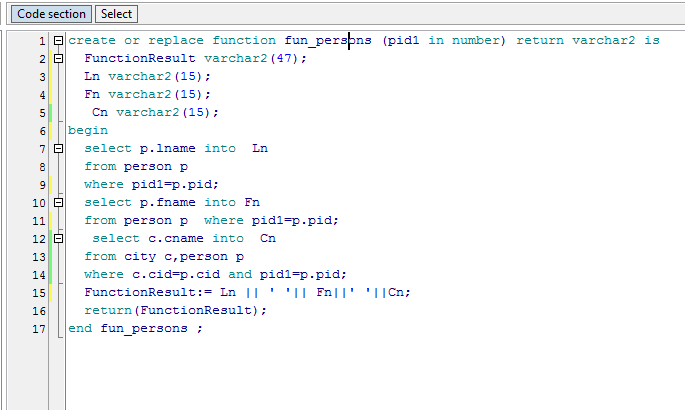 Code section Select
1 create or replace function fun_persons (pid1 in number) return varchar2 is
2 FunctionResult varchar2(47);
3 Ln varchar2(15);
4 Fn varchar2(15);
5 Cn varchar2(15);
6 begin
7 select p.lname into Ln
8 from person p
9 where pid1=p.pid;
10 select p.fname into Fn
11 from person p where pid1=p.pid;
12 select c.cname into Cn
13 from city c,person p
14 where c.cid=p.cid and pid1=p.pid;
15 FunctionResult:= Ln || ' '|| Fn||' '||Cn;
16 return(FunctionResult);
17 end fun_persons ;